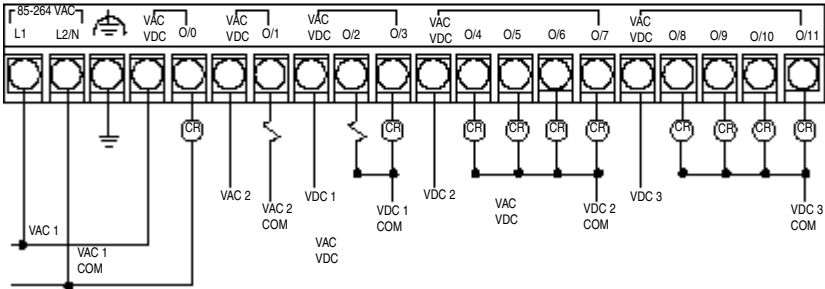 85-264 VAC
L1 L2/N
VAC
VDC O/0
VAC
VDC O/1
VAC
VDC O/2 O/3
VAC
VDC O/4 O/5 O/6 O/7
VAC
VDC O/8 O/9 O/10 O/11
CR CR CR CR CR CR CR CR CR CR
VAC 1
VAC 1
COM
VAC 2
VAC 2
COM
VDC 1
VAC
VDC
VDC 1
COM
VDC 2
VAC
VDC
VDC 2
COM
VDC 3
VDC 3
COM